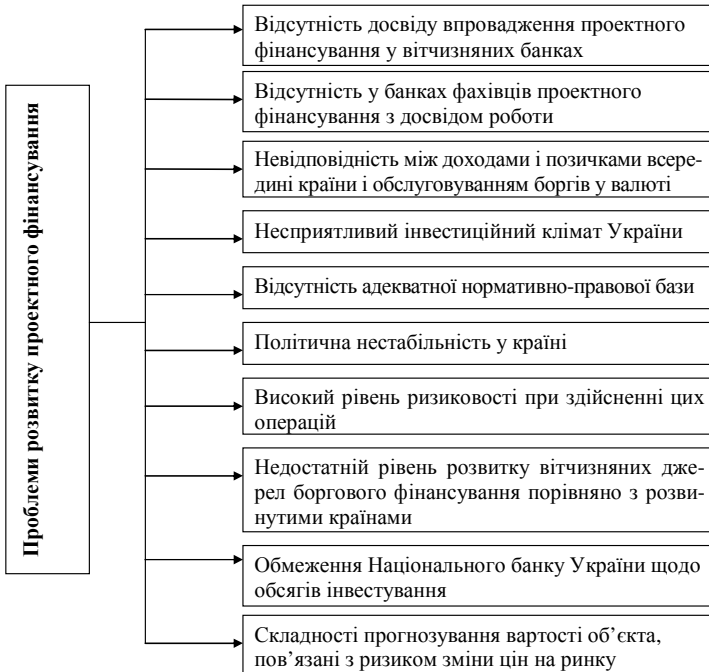 Проблеми розвитку проектного фінансування
Відсутність досвіду впровадження проектного
фінансування у вітчизняних банках
Відсутність у банках фахівців проектного
фінансування з досвідом роботи
Невідповідність між доходами і позичками всере-
дині країни і обслуговуванням боргів у валюті
Несприятливий інвестиційний клімат України
Відсутність адекватної нормативно-правової бази
Політична нестабільність у країні
Високий рівень ризиковості при здійсненні цих
операцій
Недостатній рівень розвитку вітчизняних дже-
рел боргового фінансування порівняно з розви-
нутими країнами
Обмеження Національного банку України щодо
обсягів інвестування
Складності прогнозування вартості об’єкта,
пов’язані з ризиком зміни цін на ринку